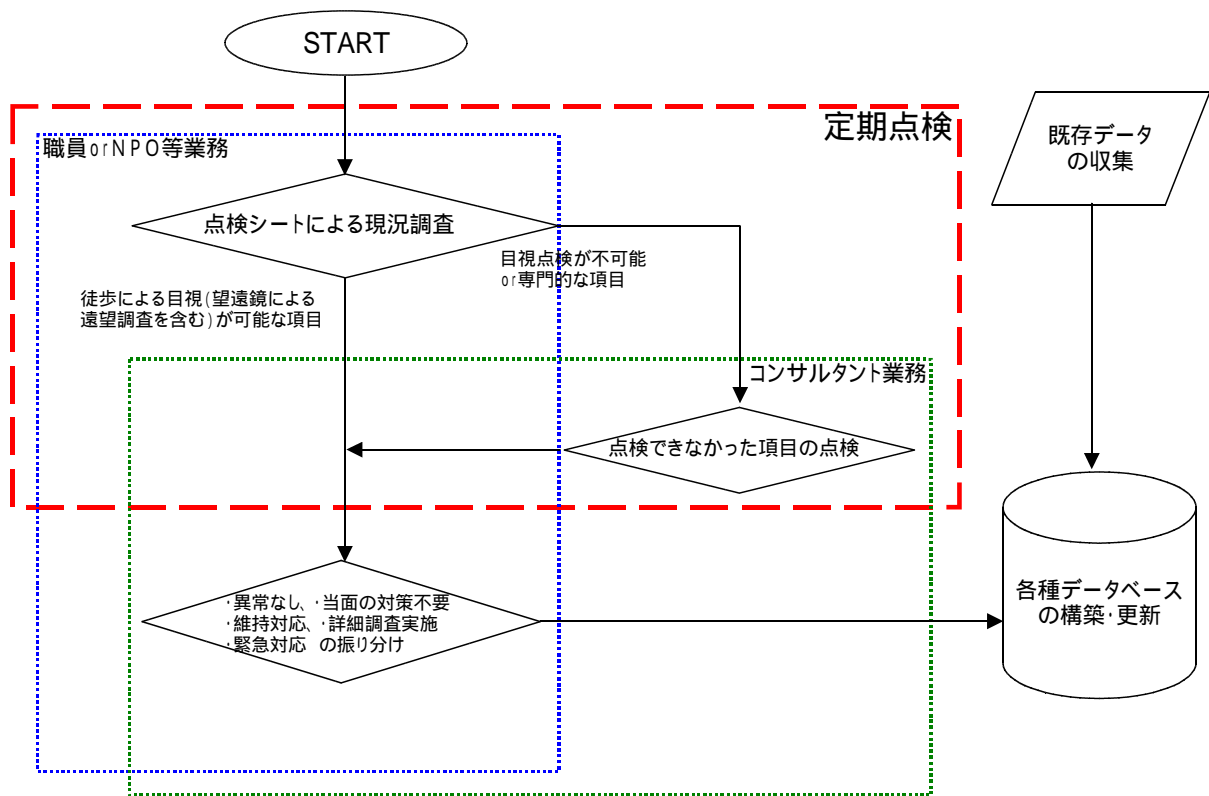 START
定期点検
職員orNPO等業務
既存データ
の収集
点検シートによる現況調査
目視点検が不可能
or専門的な項目
徒歩による目視(望遠鏡による
遠望調査を含む)が可能な項目
コンサルタント業務
点検できなかった項目の点検
・異常なし、・当面の対策不要
・維持対応、・詳細調査実施
・緊急対応 の振り分け
各種データベース
の構築・更新